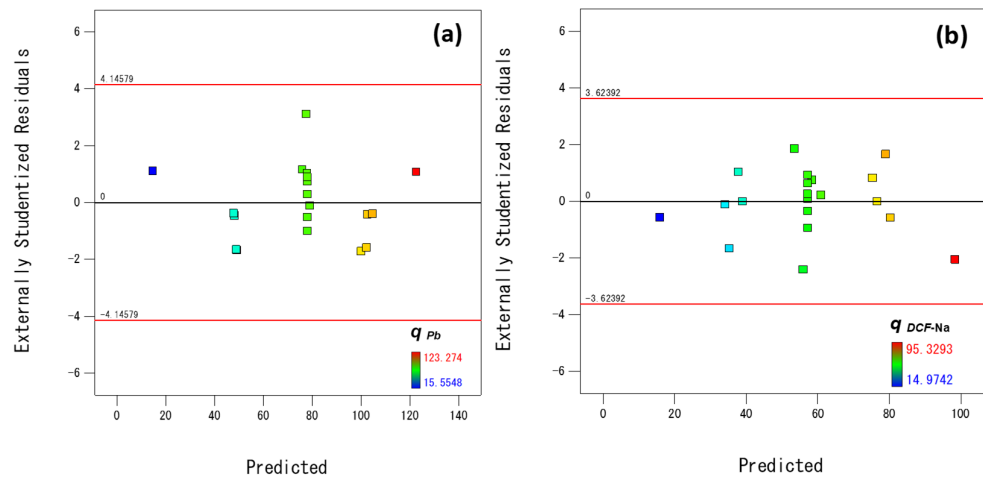 (a)
Externally Studentized Residuals
6
4
2
0
-2
-4
-6
4.14579
0
-4.14579
q Pb
123.274
15.5548
0 20 40 60 80 100 120 140
Predicted
(b)
Externally Studentized Residuals
6
4
2
0
-2
-4
-6
3.62392
0
-3.62392
q DCF-Na
95.3293
14.9742
0 20 40 60 80 100
Predicted